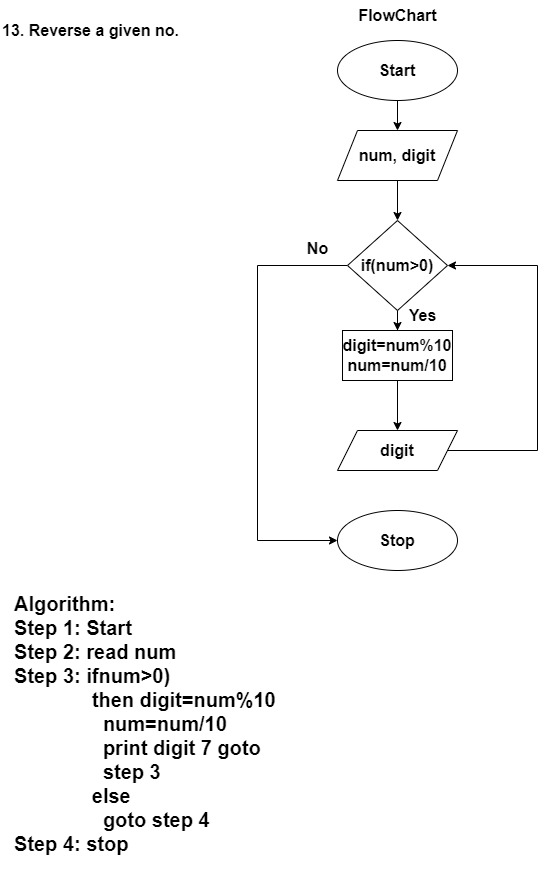 FlowChart
13. Reverse a given no.
Start
num, digit
No
if(num>0)
Yes
digit=num%10
num=num/10
digit
Stop
Algorithm:
Step 1: Start
Step 2: read num
Step 3: ifnum>0)
then digit=num%10
num=num/10
print digit 7 goto
step 3
else
goto step 4
Step 4: stop